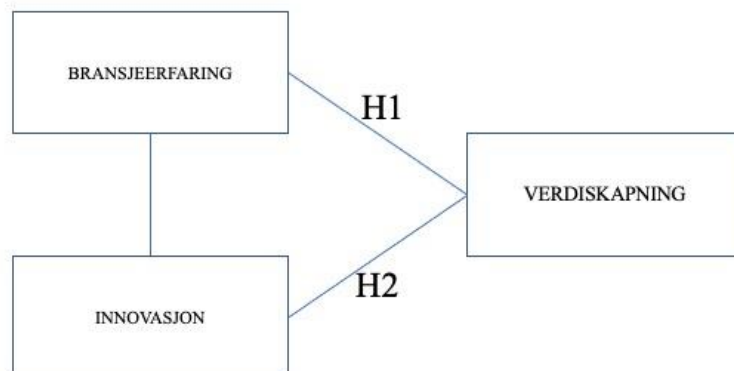 BRANSJEERFARING
H1
VERDISKAPNING
H2
INNOVASJON